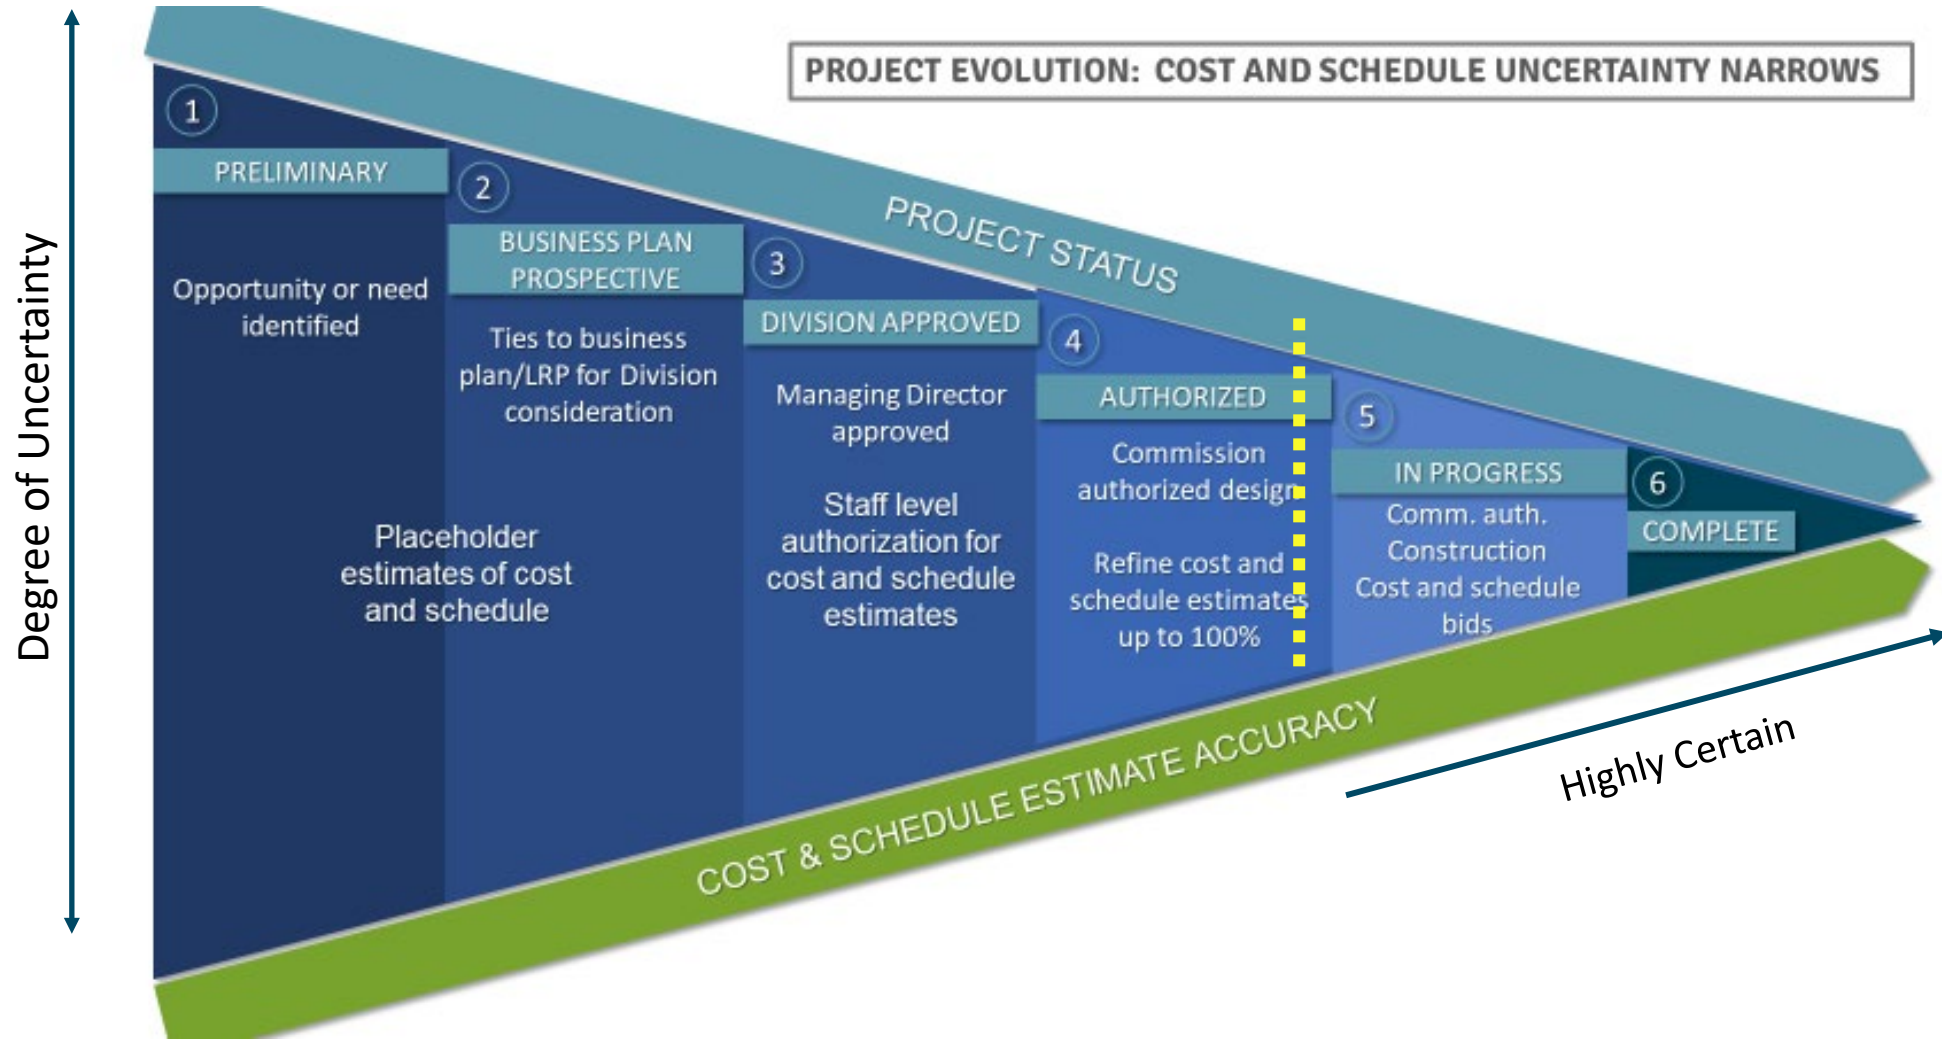 PROJECT EVOLUTION: COST AND SCHEDULE UNCERTAINTY NARROWS
Degree of Uncertainty
PROJECT STATUS
1
PRELIMINARY
Opportunity or need
identified
2
BUSINESS PLAN
PROSPECTIVE
Ties to business
plan/LRP for Division
consideration
Placeholder
estimates of cost
and schedule
3
DIVISION APPROVED
Managing Director
approved
Staff level
authorization for
cost and schedule
estimates
4
AUTHORIZED
Commission
authorized design
Refine cost and
schedule estimates
up to 100%
5
IN PROGRESS
Comm. auth.
Construction
Cost and schedule
bids
6
COMPLETE
COST & SCHEDULE ESTIMATE ACCURACY
Highly Certain